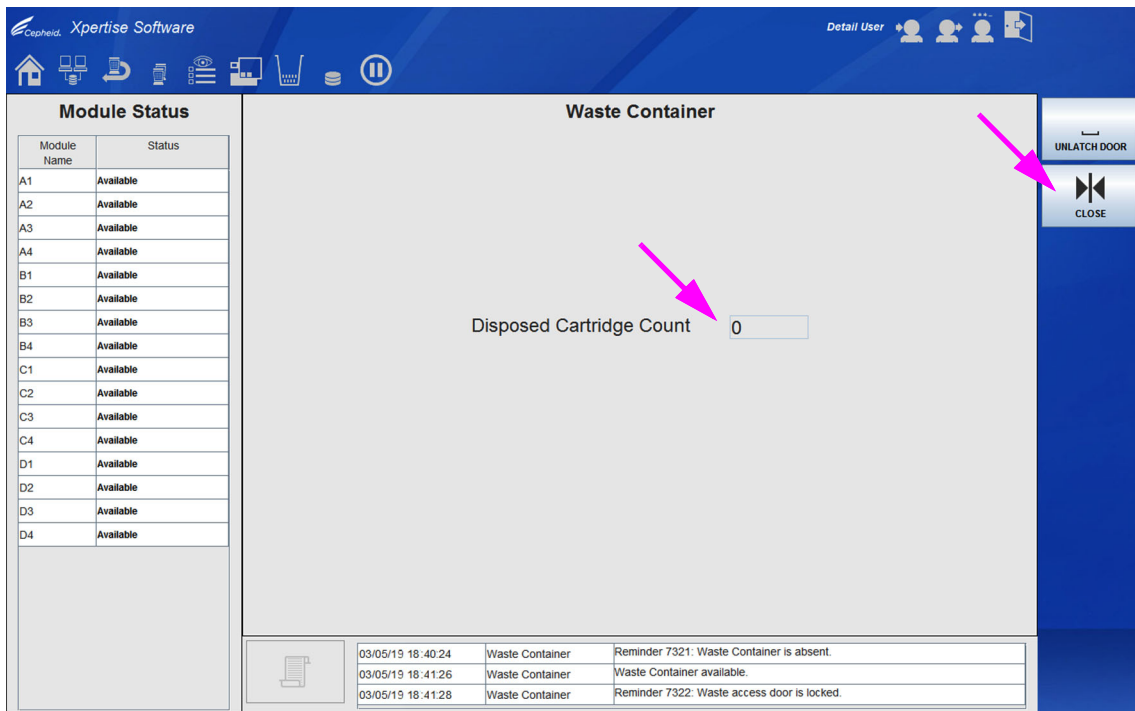 Cepheid. Xpertise Software
Detail User
Module Status
Module Name Status
A1 Available
A2 Available
A3 Available
A4 Available
B1 Available
B2 Available
B3 Available
B4 Available
C1 Available
C2 Available
C3 Available
C4 Available
D1 Available
D2 Available
D3 Available
D4 Available
Waste Container
Disposed Cartridge Count 0
UNLATCH DOOR
CLOSE
03/05/19 18:40:24 Waste Container Reminder 7321: Waste Container is absent.
03/05/19 18:41:26 Waste Container Waste Container available.
03/05/19 18:41:28 Waste Container Reminder 7322: Waste access door is locked.